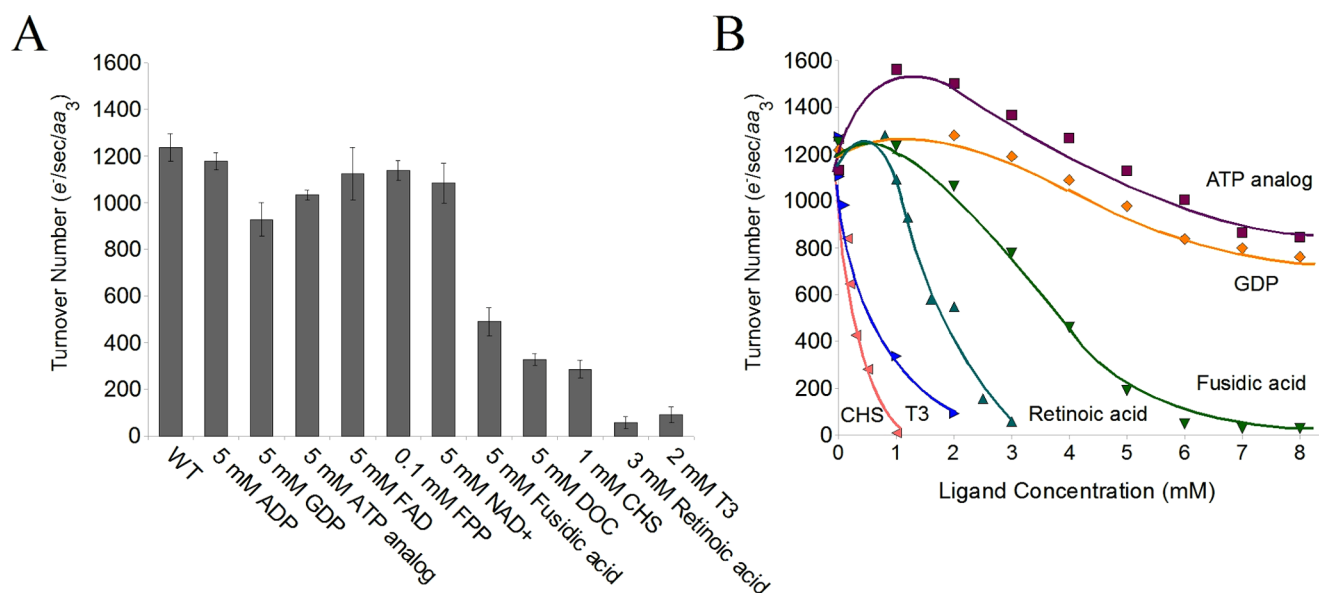 A
Turnover Number (e⁻/sec/aa₃)
1600
1400
1200
1000
800
600
400
200
0
WT
5 mM ADP
5 mM GDP
5 mM ATP analog
5 mM FAD
0.1 mM FPP
5 mM NAD+
5 mM Fusidic acid
5 mM DOC
1 mM CHS
3 mM Retinoic acid
2 mM T3
B
Turnover Number (e⁻/sec/aa₃)
1600
1400
1200
1000
800
600
400
200
0
ATP analog
GDP
Fusidic acid
CHS T3 Retinoic acid
0 1 2 3 4 5 6 7 8
Ligand Concentration (mM)